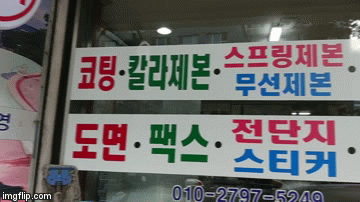 코팅·칼라제본·스프링제본
무선제본
도면·팩스·전단지
스티커
영
010-2797-5249
imgflip.com